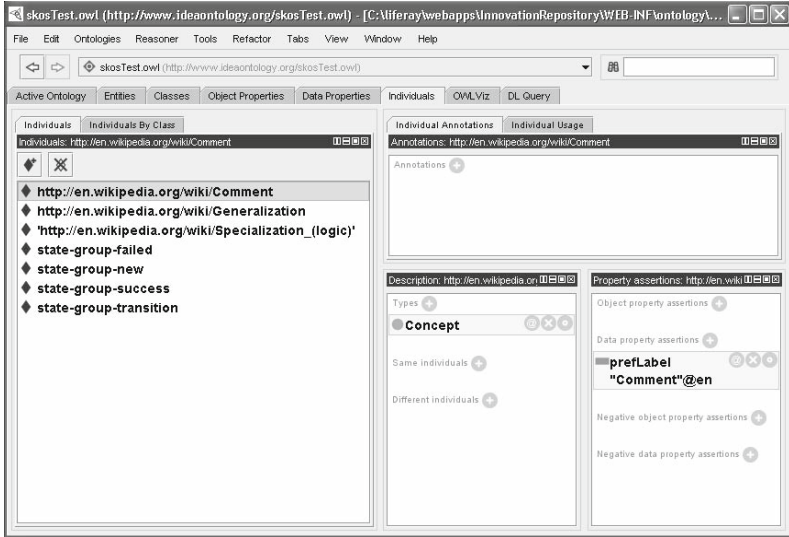 skosTest.owl (http://www.ideaontology.org/skosTest.owl) - [C:\liferay\webapps\InnovationRepository\WEB-INF\ontology\...
File Edit Ontologies Reasoner Tools Refactor Tabs View Window Help
skosTest.owl (http://www.ideaontology.org/skosTest.owl)
Active Ontology Entities Classes Object Properties Data Properties Individuals OWLViz DL Query
Individuals Individuals By Class
Individuals: http://en.wikipedia.org/wiki/Comment
http://en.wikipedia.org/wiki/Comment
http://en.wikipedia.org/wiki/Generalization
'http://en.wikipedia.org/wiki/Specialization_(logic)'
state-group-failed
state-group-new
state-group-success
state-group-transition
Individual Annotations Individual Usage
Annotations: http://en.wikipedia.org/wiki/Comment
Annotations
Description: http://en.wikipedia.or
Types
Concept
Same individuals
Different individuals
Property assertions: http://en.wiki
Object property assertions
Data property assertions
prefLabel
"Comment"@en
Negative object property assertions
Negative data property assertions